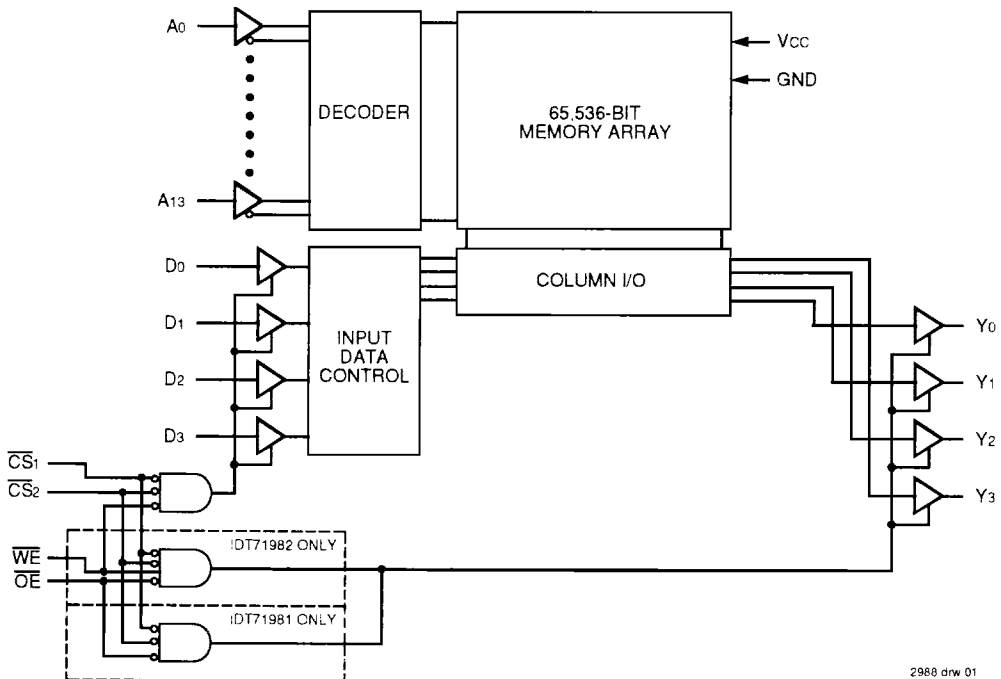 A0
VCC
GND
DECODER
65,536-BIT
MEMORY ARRAY
A13
D0
D1
D2
D3
INPUT
DATA
CONTROL
COLUMN I/O
Y0
Y1
Y2
Y3
CS1
CS2
WE
OE
IDT71982 ONLY
IDT71981 ONLY
2988 drw 01